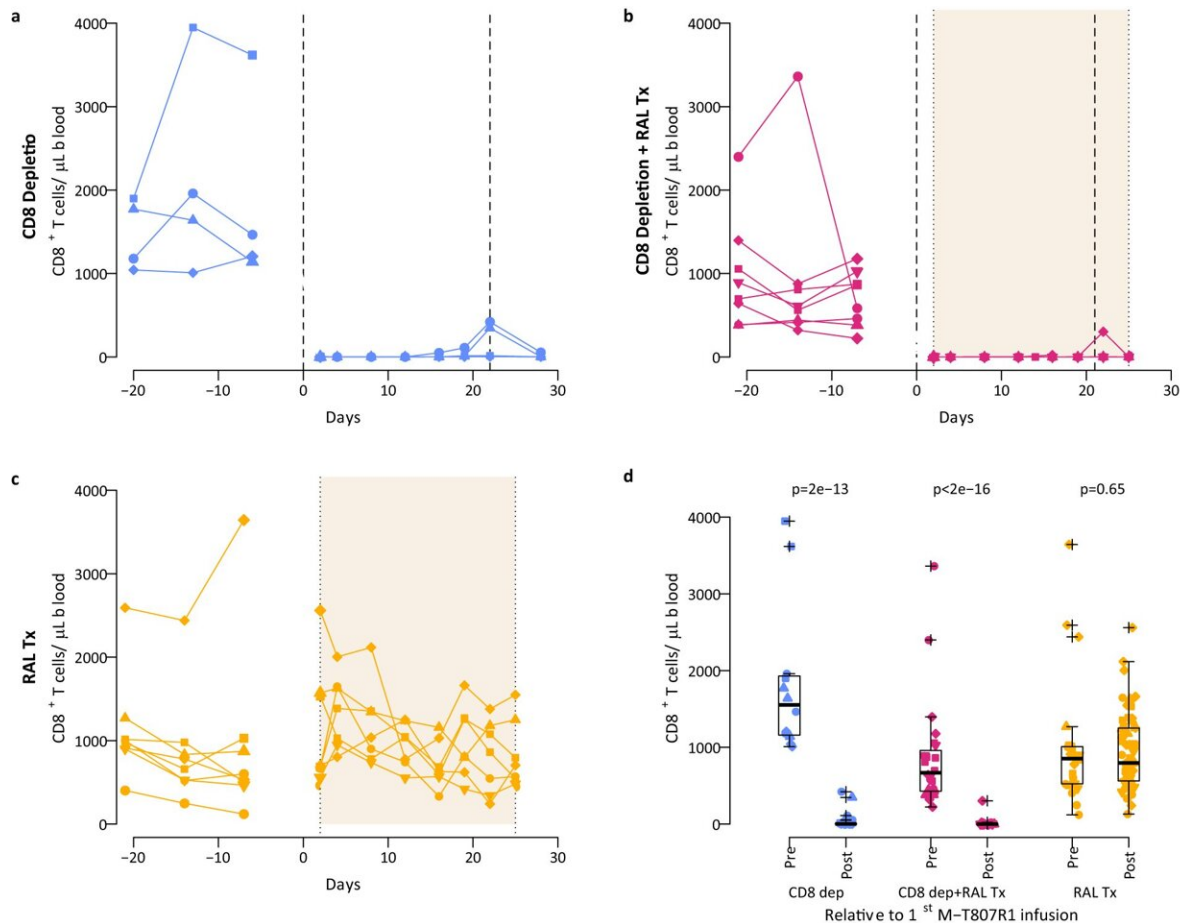 a
CD8 Depletio
CD8 + T cells/ μL b lood
4000
3000
2000
1000
0
−20 −10 0 10 20 30
Days
b
CD8 Depletion + RAL Tx
CD8 + T cells/ μL b lood
4000
3000
2000
1000
0
−20 −10 0 10 20 30
Days
c
RAL Tx
CD8 + T cells/ μL b lood
4000
3000
2000
1000
0
−20 −10 0 10 20 30
Days
d
p=2e−13 p<2e−16 p=0.65
CD8 + T cells/ μL b lood
4000
3000
2000
1000
0
Pre Post Pre Post Pre Post
CD8 dep CD8 dep+RAL Tx RAL Tx
Relative to 1 st M−T807R1 infusion